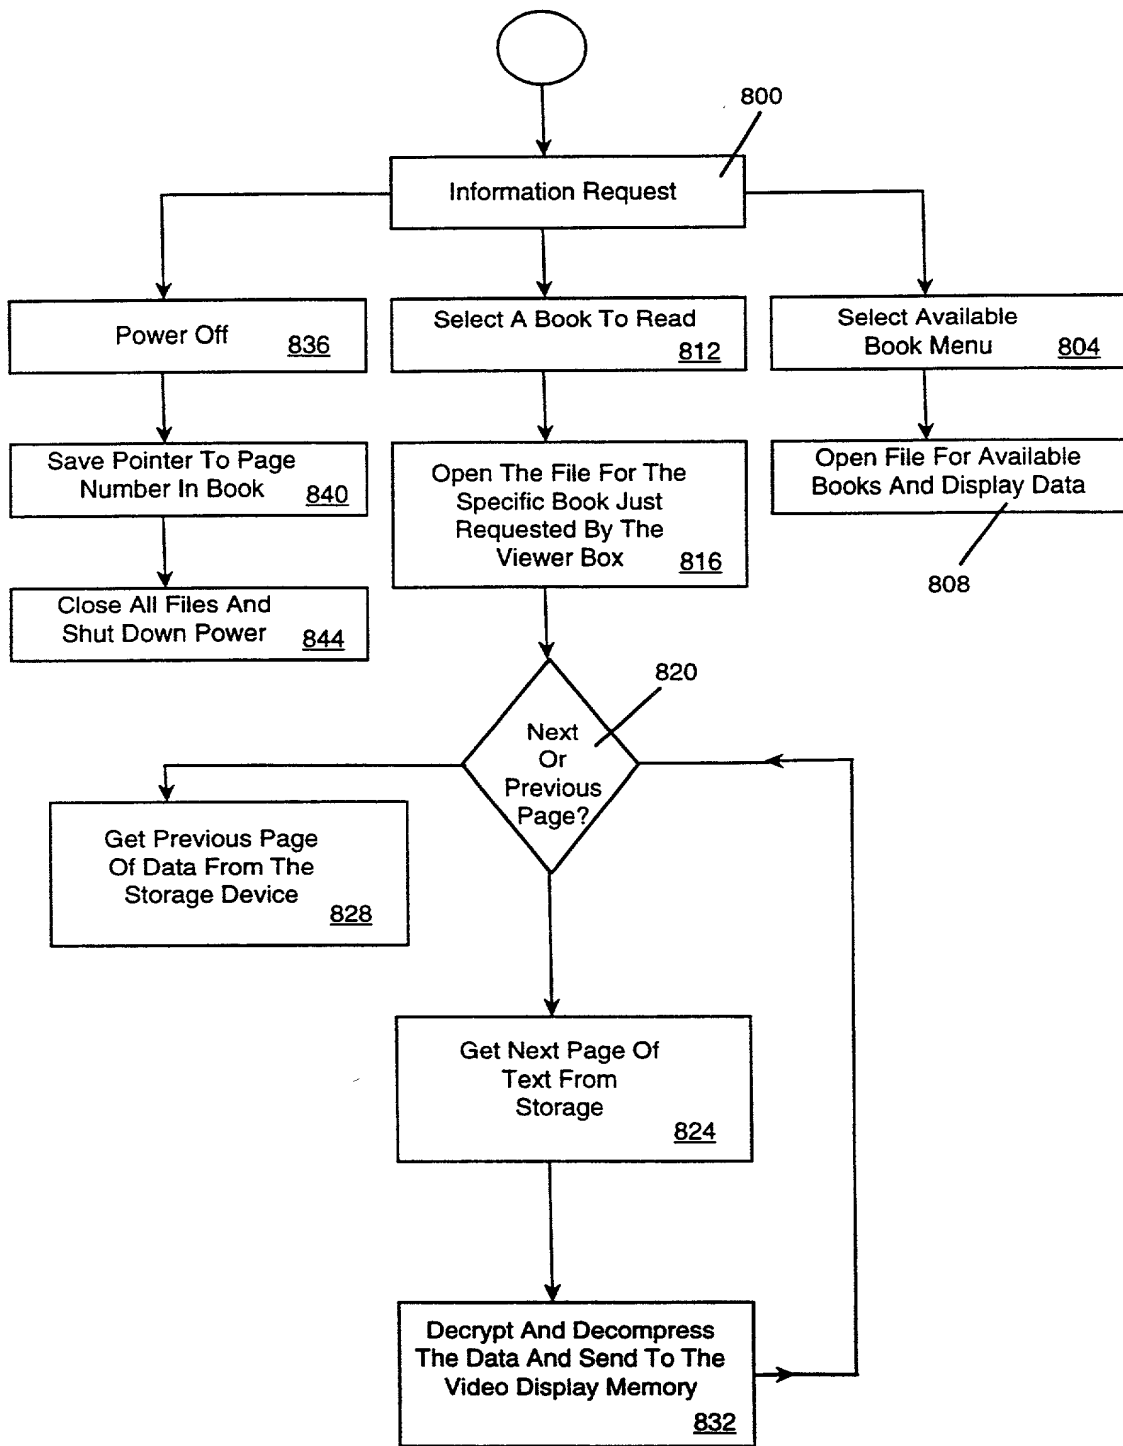 800
Information Request
Power Off
836
Select A Book To Read
812
Select Available
Book Menu
804
Save Pointer To Page
Number In Book
840
Open The File For The
Specific Book Just
Requested By The
Viewer Box
816
Open File For Available
Books And Display Data
808
Close All Files And
Shut Down Power
844
820
Next
Or
Previous
Page?
Get Previous Page
Of Data From The
Storage Device
828
Get Next Page Of
Text From
Storage
824
Decrypt And Decompress
The Data And Send To The
Video Display Memory
832